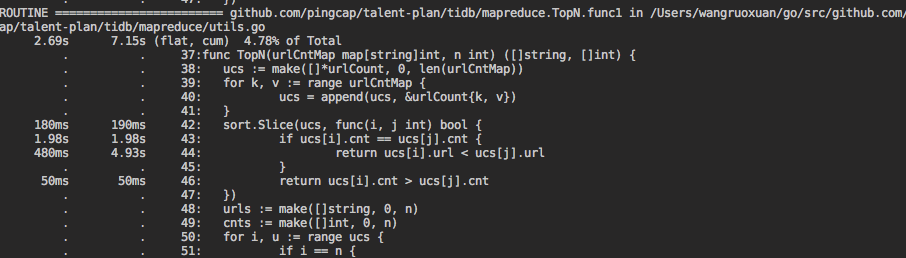 47: })
ROUTINE ======================== github.com/pingcap/talent-plan/tidb/mapreduce.TopN.func1 in /Users/wangruoxuan/go/src/github.com/
ap/talent-plan/tidb/mapreduce/utils.go
2.69s 7.15s (flat, cum) 4.78% of Total
. . 37:func TopN(urlCntMap map[string]int, n int) ([]string, []int) {
. . 38: ucs := make([]*urlCount, 0, len(urlCntMap))
. . 39: for k, v := range urlCntMap {
. . 40: ucs = append(ucs, &urlCount{k, v})
. . 41: }
180ms 190ms 42: sort.Slice(ucs, func(i, j int) bool {
1.98s 1.98s 43: if ucs[i].cnt == ucs[j].cnt {
480ms 4.93s 44: return ucs[i].url < ucs[j].url
. . 45: }
50ms 50ms 46: return ucs[i].cnt > ucs[j].cnt
. . 47: })
. . 48: urls := make([]string, 0, n)
. . 49: cnts := make([]int, 0, n)
. . 50: for i, u := range ucs {
. . 51: if i == n {